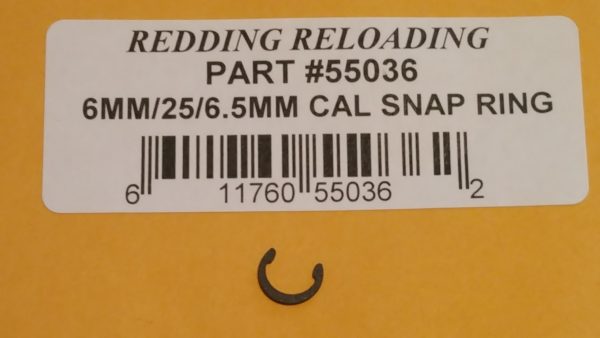 REDDING RELOADING
PART #55036
6MM/25/6.5MM CAL SNAP RING
6 11760 55036 2